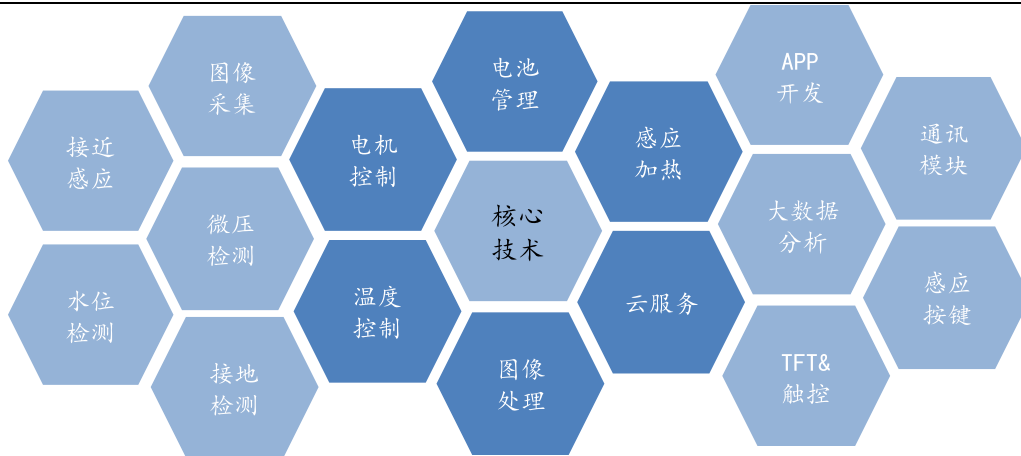 接近
感应
水位
检测
图像
采集
微压
检测
接地
检测
电机
控制
温度
控制
电池
管理
核心
技术
图像
处理
感应
加热
云服务
APP
开发
大数据
分析
TFT&
触控
通讯
模块
感应
按键